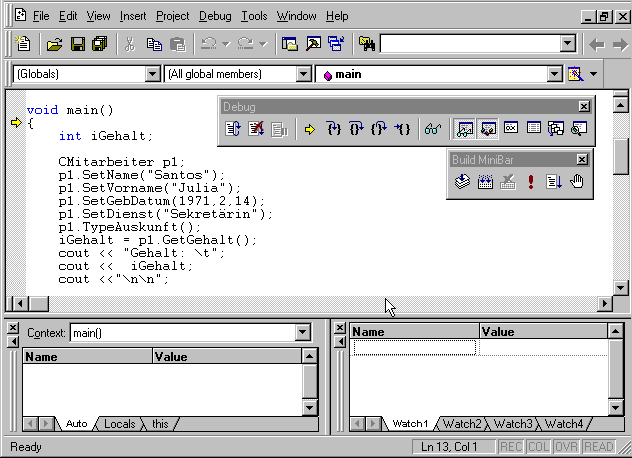 File Edit View Insert Project Debug Tools Window Help
(Globals) (All global members) main
Debug
void main()
{
int iGehalt;
Build MiniBar
CMitarbeiter p1;
p1.SetName("Santos");
p1.SetVorname("Julia");
p1.SetGebDatum(1971,2,14);
p1.SetDienst("Sekretärin");
p1.TypeAuskunft();
iGehalt = p1.GetGehalt();
cout << "Gehalt: \t";
cout << iGehalt;
cout <<"\n\n";
Context: main()
Name Value
Auto Locals this
Name Value
Watch1 Watch2 Watch3 Watch4
Ready Ln 13, Col 1 REC COL OVR READ